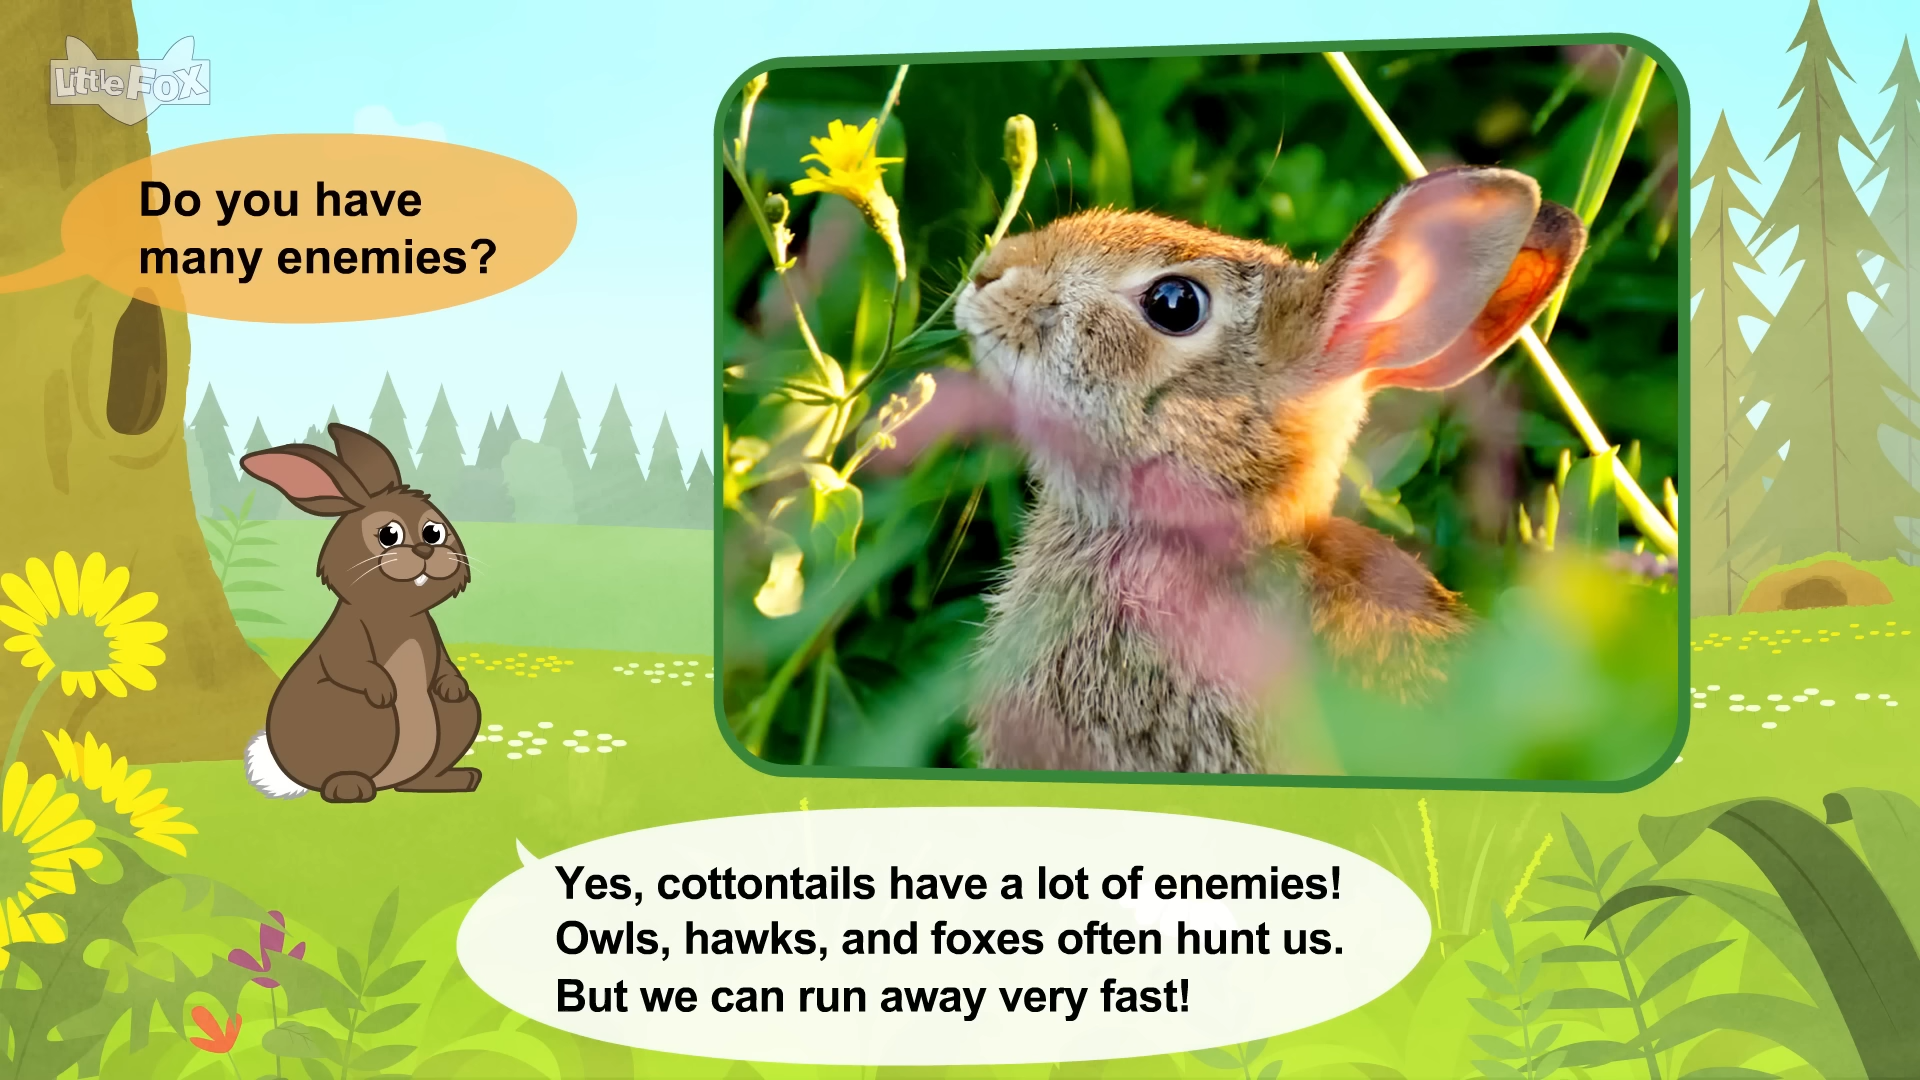 Little Fox
Do you have
many enemies?
Yes, cottontails have a lot of enemies!
Owls, hawks, and foxes often hunt us.
But we can run away very fast!